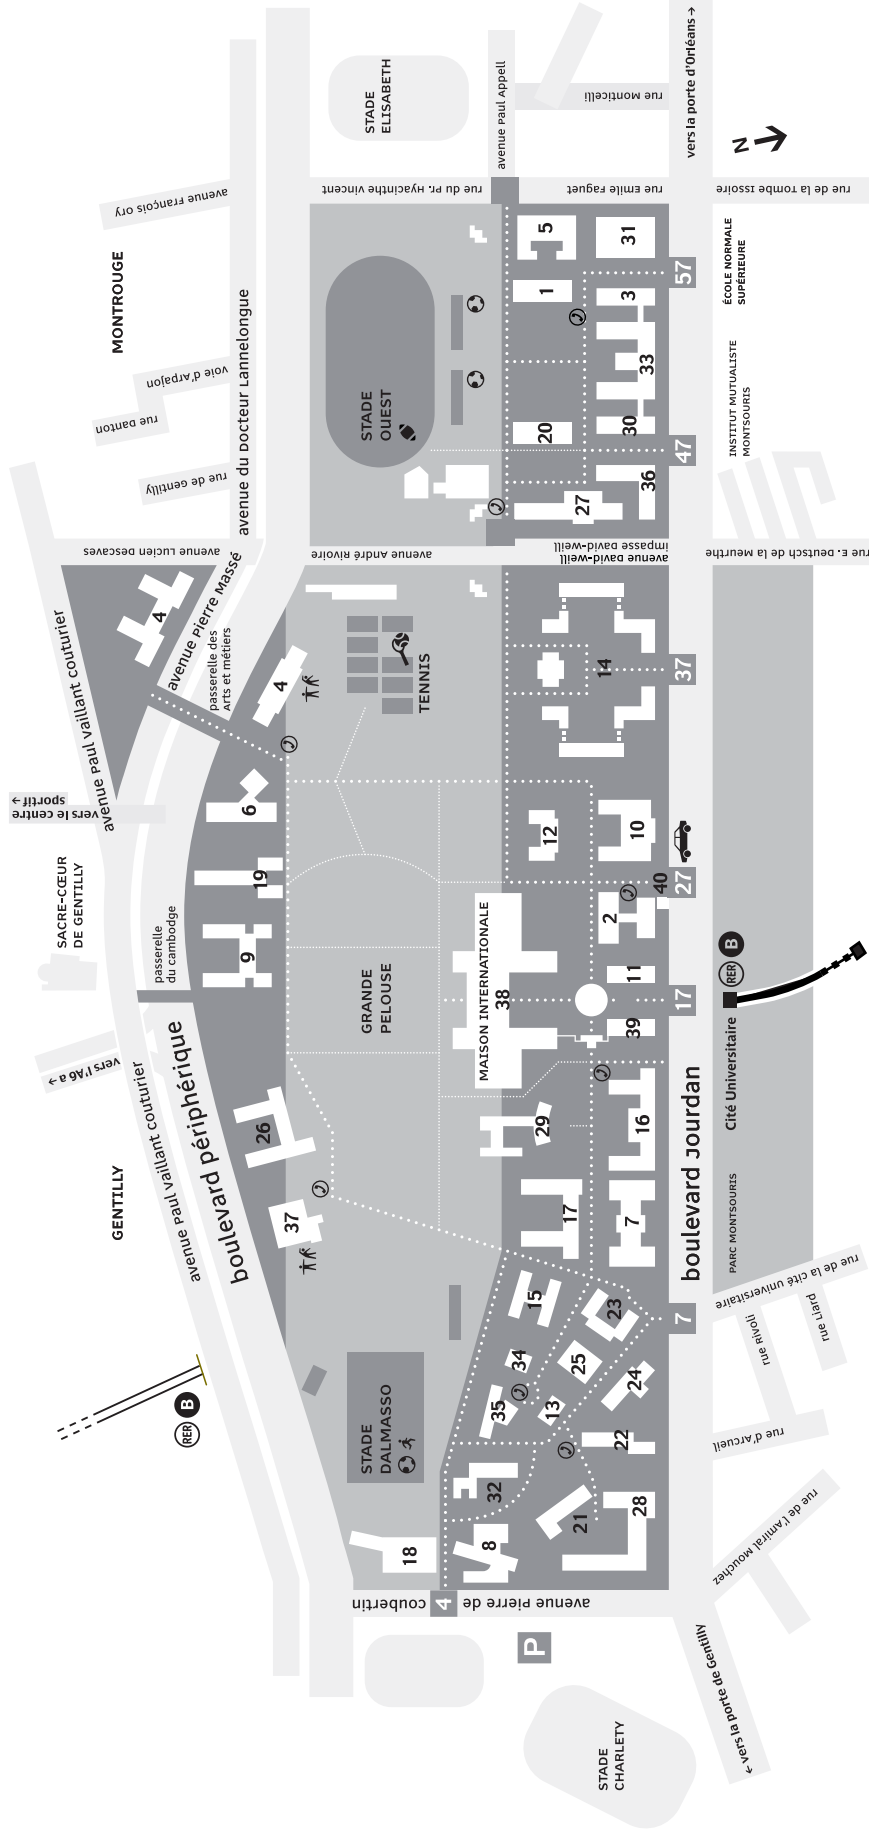 avenue François ory
MONTROUGE
rue Danton
voie d'Arpajon
rue de Gentilly
avenue du Docteur Lannelongue
avenue Lucien Descaves
avenue Pierre Massé
avenue Paul Vaillant Couturier
4
passerelle des
Arts et métiers
vers le centre
sportif →
SACRE-CŒUR
DE GENTILLY
passerelle
du cambodge
vers l'A6 a →
GENTILLY
avenue Paul Vaillant Couturier
boulevard périphérique
RER B
STADE
ELISABETH
avenue Paul Appell
rue monticelli
vers la porte d'Orléans →
N
rue du Pr. Hyacinthe Vincent
rue Emile Faguet
rue de la Tombe Issoire
STADE
OUEST
5
31
1
3
33
20
30
27
36
57
47
ÉCOLE NORMALE
SUPÉRIEURE
INSTITUT MUTUALISTE
MONTSOURIS
avenue André Rivoire
avenue David-Weill
impasse David-Weill
rue E. Deutsch de la Meurthe
4
TENNIS
14
37
6
19
9
12
10
2
40
27
11
39
17
MAISON INTERNATIONALE
38
GRANDE
PELOUSE
26
37
29
16
17
7
boulevard Jourdan
Cité Universitaire
RER B
PARC MONTSOURIS
7
15
23
34
25
35
13
24
22
32
21
28
8
18
STADE
DALMASSO
rue de la cité universitaire
rue Rivoli
rue Liard
rue d'Arcueil
rue de l'Amiral Mouchez
avenue Pierre de
4
coubertin
P
STADE
CHARLETY
← vers la porte de Gentilly